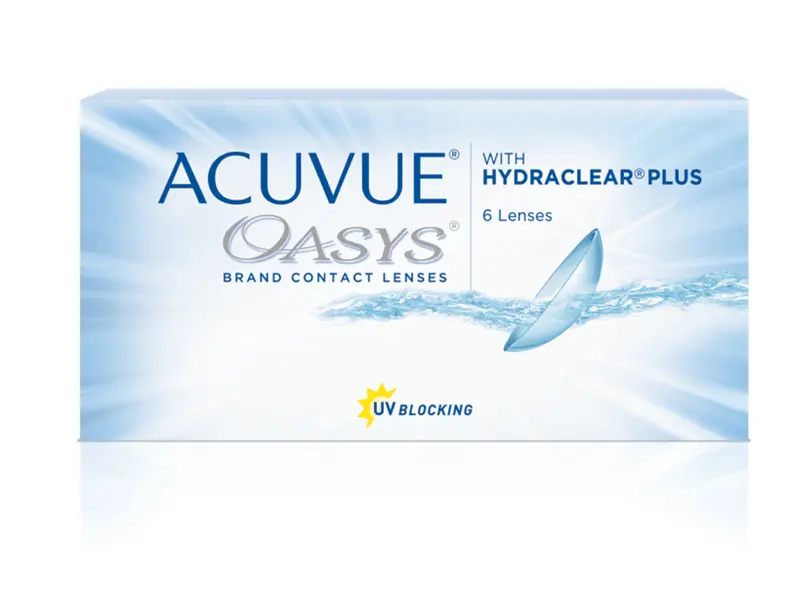 ACUVUE®
OASYS®
BRAND CONTACT LENSES
WITH
HYDRACLEAR® PLUS
6 Lenses
UV BLOCKING